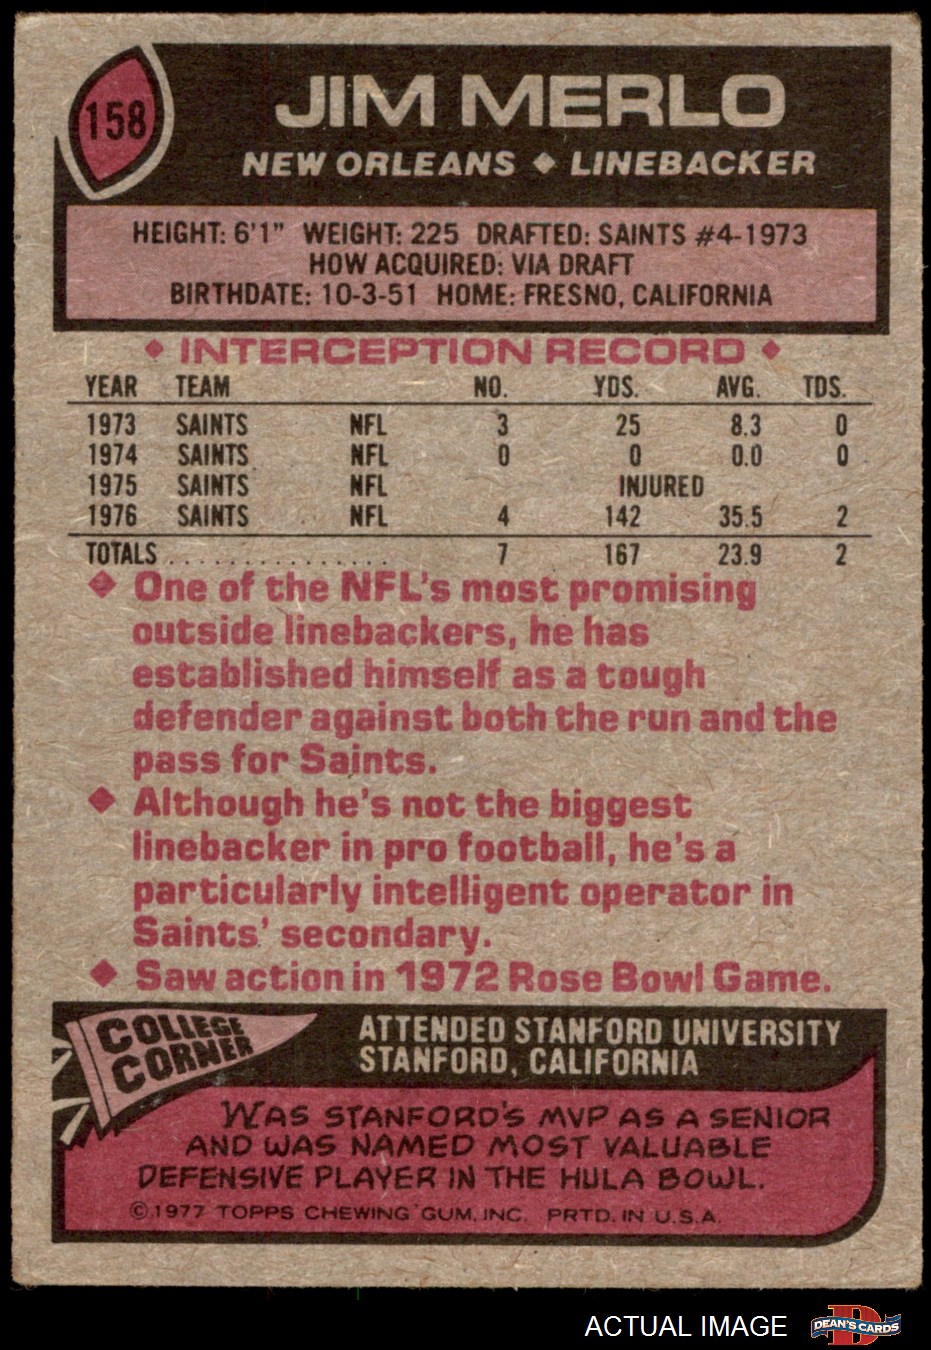 158
JIM MERLO
NEW ORLEANS ◆ LINEBACKER
HEIGHT: 6'1" WEIGHT: 225 DRAFTED: SAINTS #4-1973
HOW ACQUIRED: VIA DRAFT
BIRTHDATE: 10-3-51 HOME: FRESNO, CALIFORNIA
◆ INTERCEPTION RECORD ◆
YEAR TEAM NO. YDS. AVG. TDS.
1973 SAINTS NFL 3 25 8.3 0
1974 SAINTS NFL 0 0 0.0 0
1975 SAINTS NFL INJURED
1976 SAINTS NFL 4 142 35.5 2
TOTALS . . . . . . . . . . . . . . . 7 167 23.9 2
◆ One of the NFL's most promising
outside linebackers, he has
established himself as a tough
defender against both the run and the
pass for Saints.
◆ Although he's not the biggest
linebacker in pro football, he's a
particularly intelligent operator in
Saints' secondary.
◆ Saw action in 1972 Rose Bowl Game.
COLLEGE
CORNER
ATTENDED STANFORD UNIVERSITY
STANFORD, CALIFORNIA
WAS STANFORD'S MVP AS A SENIOR
AND WAS NAMED MOST VALUABLE
DEFENSIVE PLAYER IN THE HULA BOWL.
©1977 TOPPS CHEWING GUM, INC. PRTD. IN U.S.A.
ACTUAL IMAGE
D
DEAN'S CARDS